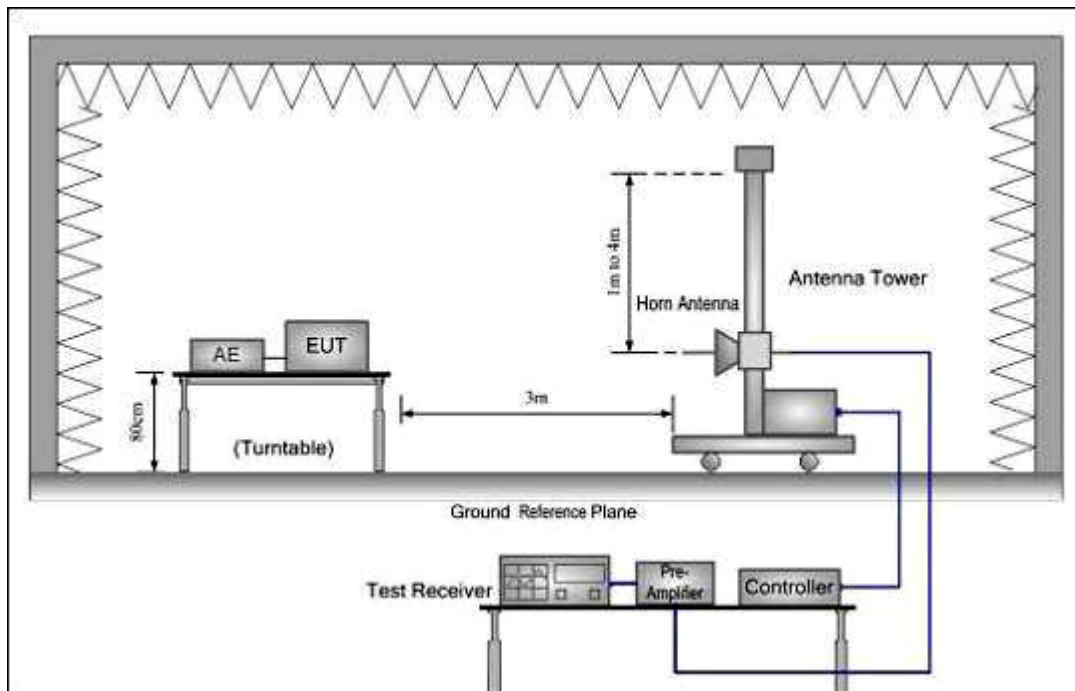 1m to 4m
Antenna Tower
Horn Antenna
AE
EUT
3m
80cm
(Turntable)
Ground Reference Plane
Test Receiver
Pre-
Amplifier
Controller